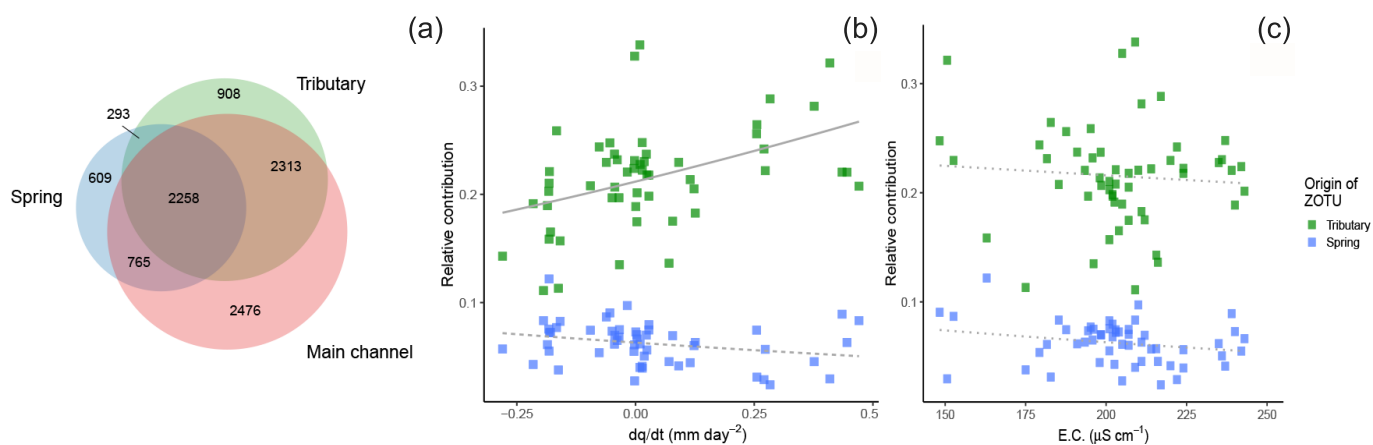 (a)
Tributary
908
293
2313
609
Spring
2258
765
2476
Main channel
(b)
Relative contribution
0.3
0.2
0.1
−0.25
0.00
0.25
0.5
dq/dt (mm day⁻²)
(c)
Relative contribution
0.3
0.2
0.1
150
175
200
225
250
E.C. (µS cm⁻¹)
Origin of
ZOTU
Tributary
Spring